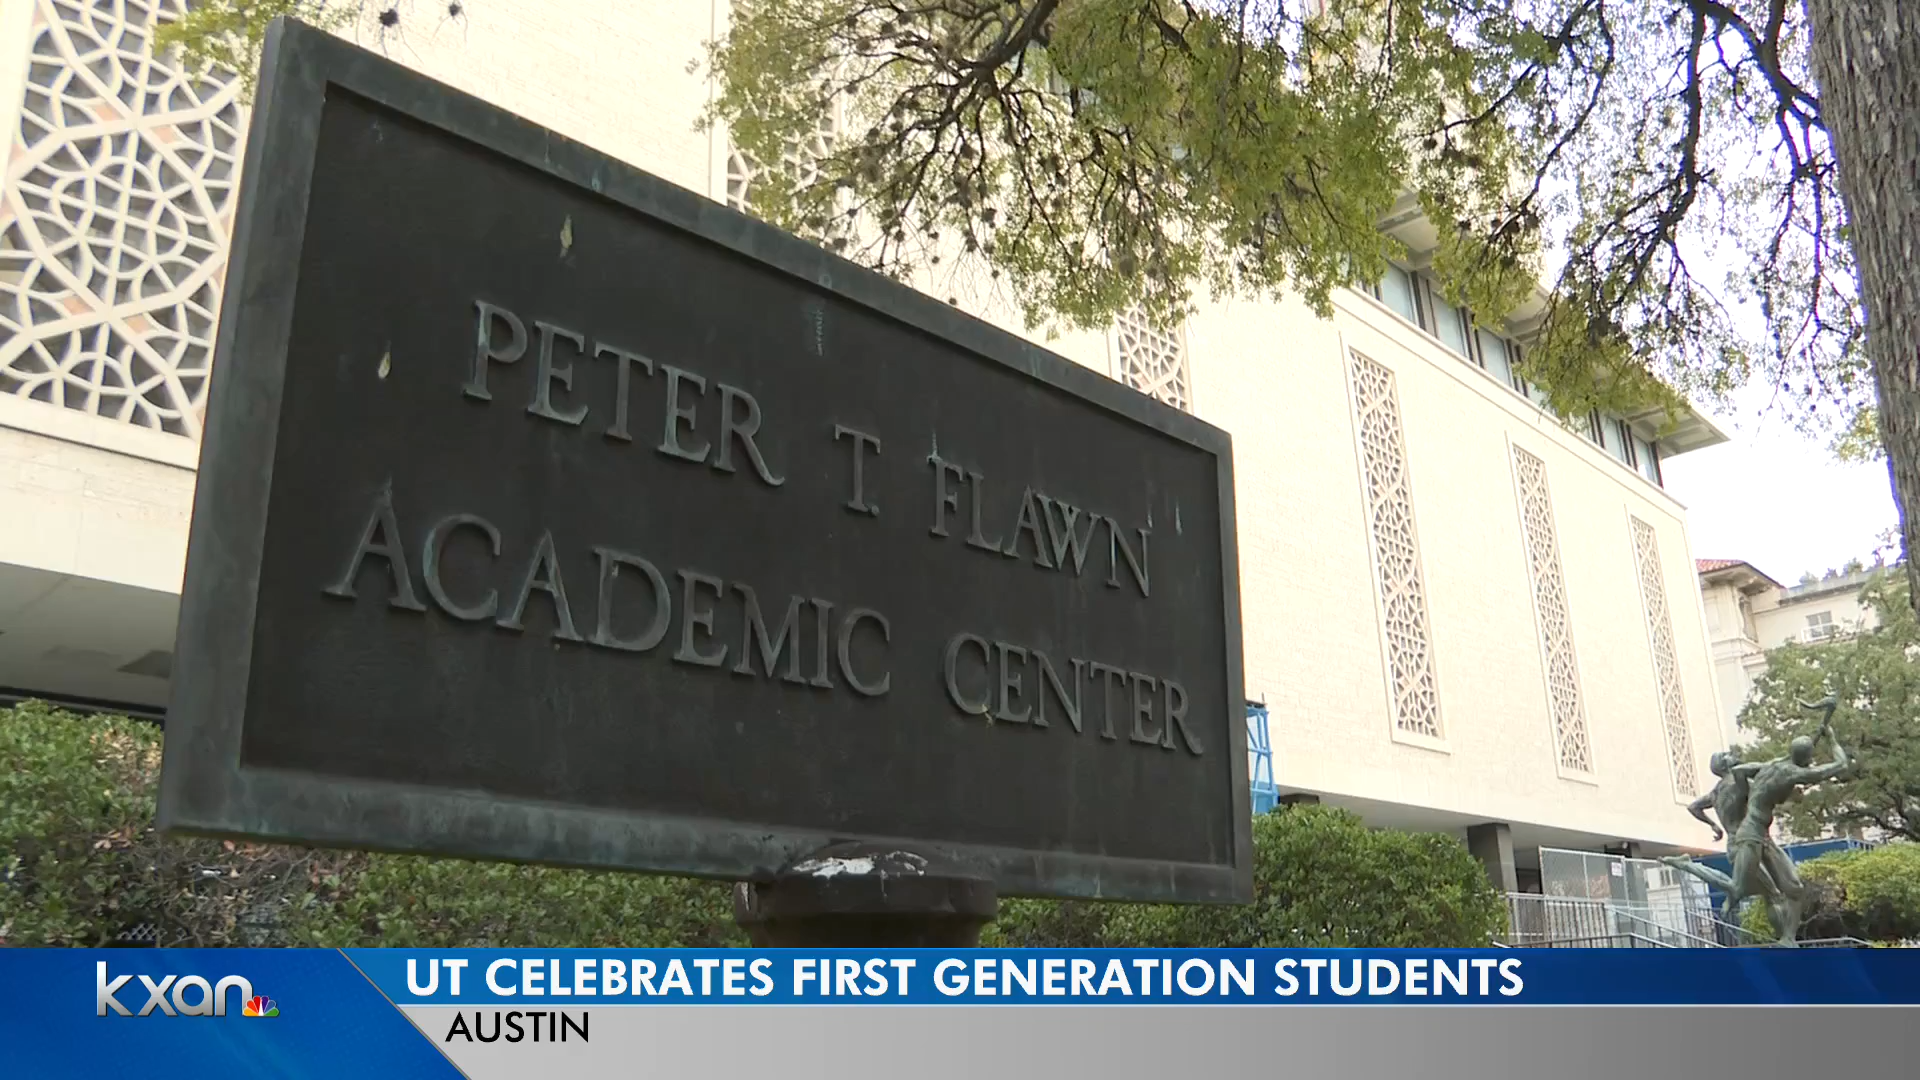 PETER T. FLAWN
ACADEMIC CENTER
kxan
UT CELEBRATES FIRST GENERATION STUDENTS
AUSTIN